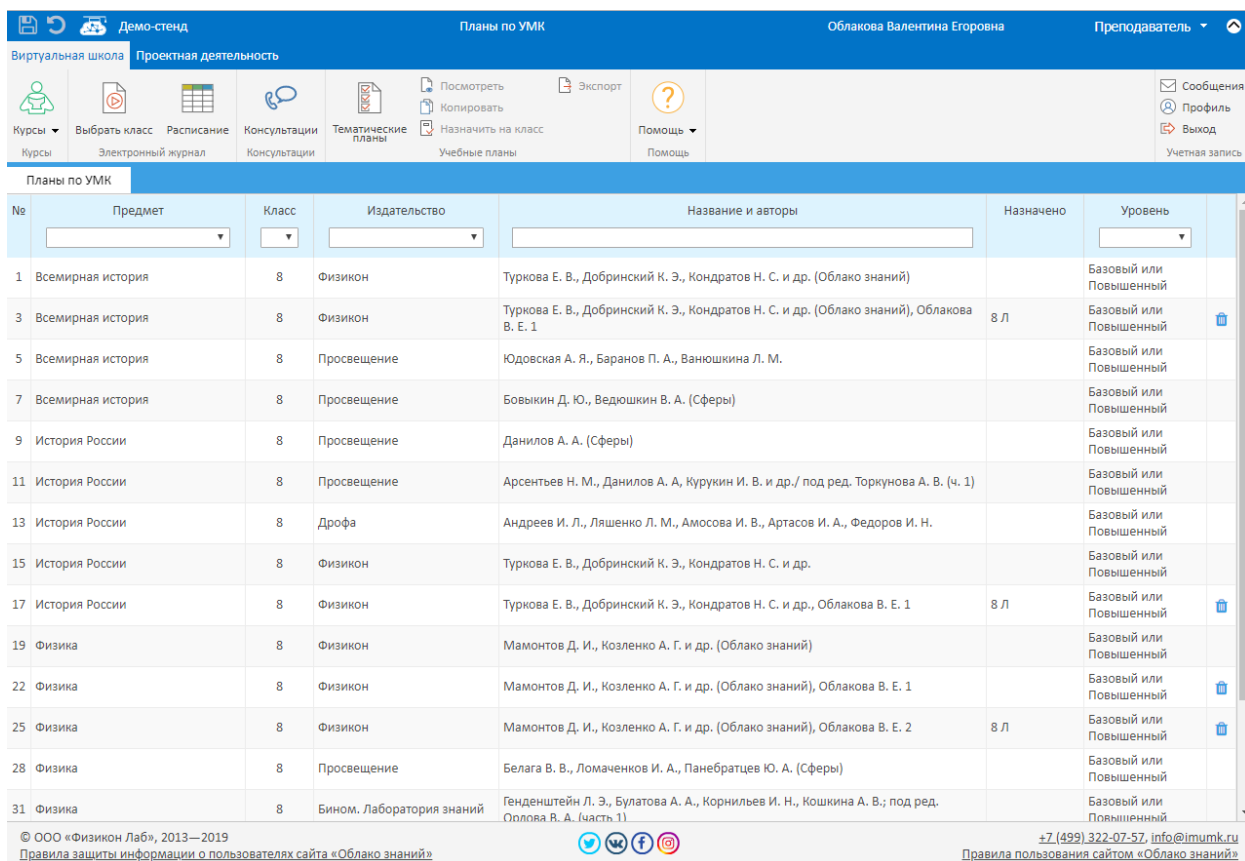 Демо-стенд Планы по УМК Облакова Валентина Егоровна Преподаватель
Виртуальная школа Проектная деятельность
Курсы Выбрать класс Расписание Консультации Тематические планы Посмотреть Копировать Назначить на класс Экспорт Помощь Сообщения Профиль Выход
Курсы Электронный журнал Консультации Учебные планы Помощь Учетная запись
Планы по УМК
№ Предмет Класс Издательство Название и авторы Назначено Уровень
1 Всемирная история 8 Физикон Туркова Е. В., Добринский К. Э., Кондратов Н. С. и др. (Облако знаний) Базовый или Повышенный
3 Всемирная история 8 Физикон Туркова Е. В., Добринский К. Э., Кондратов Н. С. и др. (Облако знаний), Облакова В. Е. 1 8 Л Базовый или Повышенный
5 Всемирная история 8 Просвещение Юдовская А. Я., Баранов П. А., Ванюшкина Л. М. Базовый или Повышенный
7 Всемирная история 8 Просвещение Бовыкин Д. Ю., Ведюшкин В. А. (Сферы) Базовый или Повышенный
9 История России 8 Просвещение Данилов А. А. (Сферы) Базовый или Повышенный
11 История России 8 Просвещение Арсентьев Н. М., Данилов А. А, Курукин И. В. и др./ под ред. Торкунова А. В. (ч. 1) Базовый или Повышенный
13 История России 8 Дрофа Андреев И. Л., Ляшенко Л. М., Амосова И. В., Артасов И. А., Федоров И. Н. Базовый или Повышенный
15 История России 8 Физикон Туркова Е. В., Добринский К. Э., Кондратов Н. С. и др. Базовый или Повышенный
17 История России 8 Физикон Туркова Е. В., Добринский К. Э., Кондратов Н. С. и др., Облакова В. Е. 1 8 Л Базовый или Повышенный
19 Физика 8 Физикон Мамонтов Д. И., Козленко А. Г. и др. (Облако знаний) Базовый или Повышенный
22 Физика 8 Физикон Мамонтов Д. И., Козленко А. Г. и др. (Облако знаний), Облакова В. Е. 1 Базовый или Повышенный
25 Физика 8 Физикон Мамонтов Д. И., Козленко А. Г. и др. (Облако знаний), Облакова В. Е. 2 8 Л Базовый или Повышенный
28 Физика 8 Просвещение Белага В. В., Ломаченков И. А., Панебратцев Ю. А. (Сферы) Базовый или Повышенный
31 Физика 8 Бином. Лаборатория знаний Генденштейн Л. Э., Булатова А. А., Корнильев И. Н., Кошкина А. В.; под ред. Орлова В. А. (часть 1) Базовый или Повышенный
© ООО «Физикон Лаб», 2013—2019 +7 (499) 322-07-57, info@imumk.ru
Правила защиты информации о пользователях сайта «Облако знаний» Правила пользования сайтом «Облако знаний»